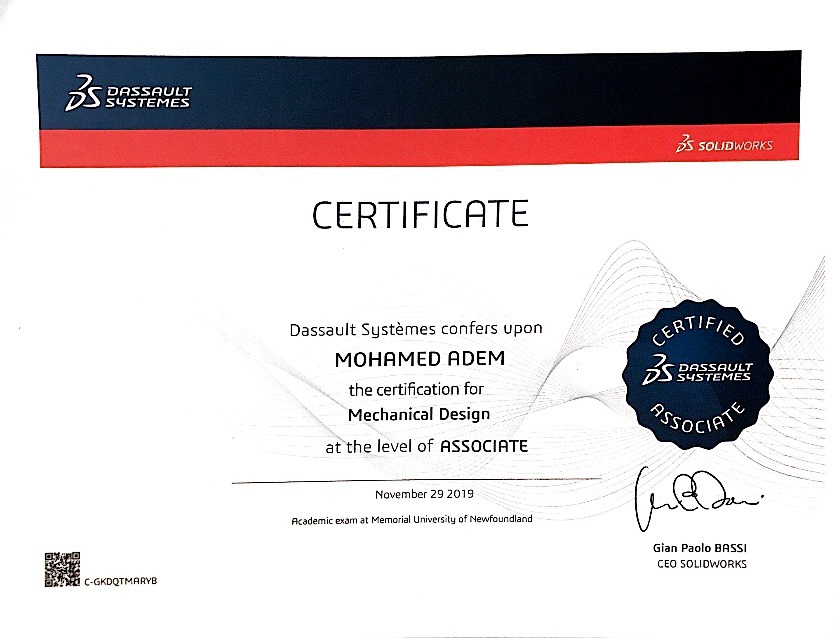 DASSAULT
SYSTEMES
SOLIDWORKS
CERTIFICATE
Dassault Systèmes confers upon
MOHAMED ADEM
the certification for
Mechanical Design
at the level of ASSOCIATE
CERTIFIED
DASSAULT
SYSTEMES
ASSOCIATE
November 29 2019
Academic exam at Memorial University of Newfoundland
Gian Paolo BASSI
CEO SOLIDWORKS
C-GKDQTMARYB